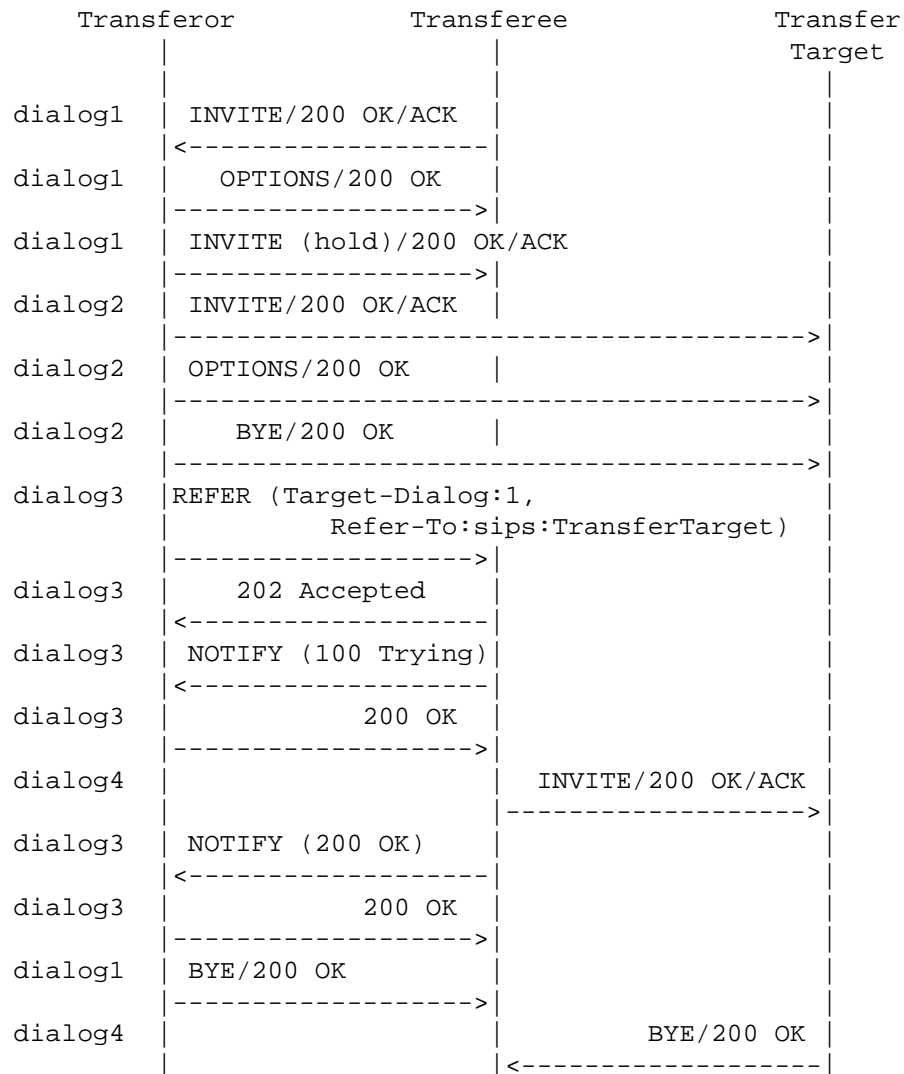 Transferor Transferee Transfer
Target
dialog1 INVITE/200 OK/ACK
dialog1 OPTIONS/200 OK
dialog1 INVITE (hold)/200 OK/ACK
dialog2 INVITE/200 OK/ACK
dialog2 OPTIONS/200 OK
dialog2 BYE/200 OK
dialog3 REFER (Target-Dialog:1,
Refer-To:sips:TransferTarget)
dialog3 202 Accepted
dialog3 NOTIFY (100 Trying)
dialog3 200 OK
dialog4 INVITE/200 OK/ACK
dialog3 NOTIFY (200 OK)
dialog3 200 OK
dialog1 BYE/200 OK
dialog4 BYE/200 OK